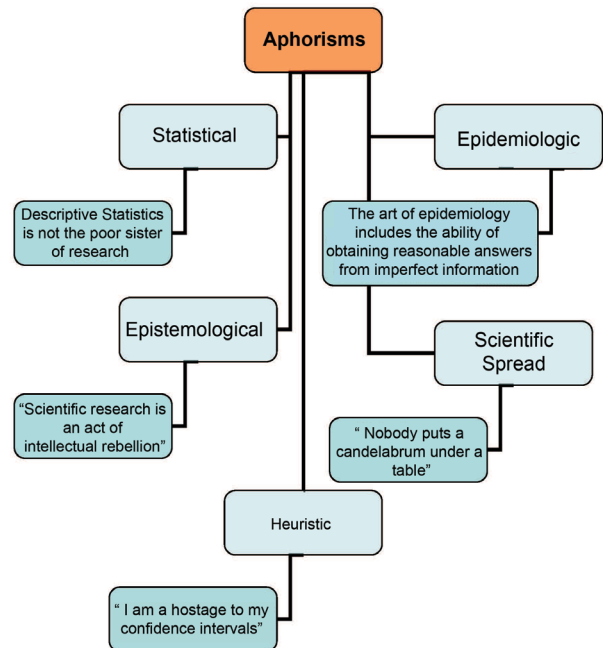 Aphorisms
Statistical
Epidemiologic
Descriptive Statistics
is not the poor sister
of research
The art of epidemiology
includes the ability of
obtaining reasonable answers
from imperfect information
Epistemological
Scientific
Spread
“Scientific research is
an act of
intellectual rebellion”
“ Nobody puts a
candelabrum under a
table”
Heuristic
“ I am a hostage to my
confidence intervals”